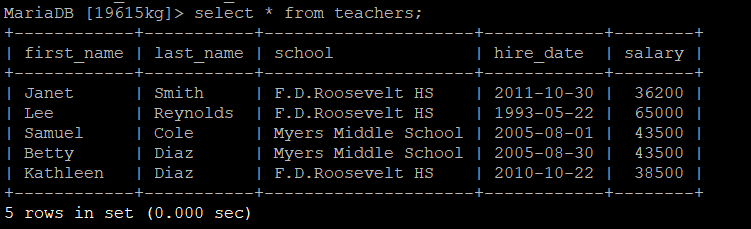 MariaDB [19615kg]> select * from teachers;
+------------+-----------+---------------------+------------+--------+
| first_name | last_name | school              | hire_date  | salary |
+------------+-----------+---------------------+------------+--------+
| Janet      | Smith     | F.D.Roosevelt HS    | 2011-10-30 |  36200 |
| Lee        | Reynolds  | F.D.Roosevelt HS    | 1993-05-22 |  65000 |
| Samuel     | Cole      | Myers Middle School | 2005-08-01 |  43500 |
| Betty      | Diaz      | Myers Middle School | 2005-08-30 |  43500 |
| Kathleen   | Diaz      | F.D.Roosevelt HS    | 2010-10-22 |  38500 |
+------------+-----------+---------------------+------------+--------+
5 rows in set (0.000 sec)